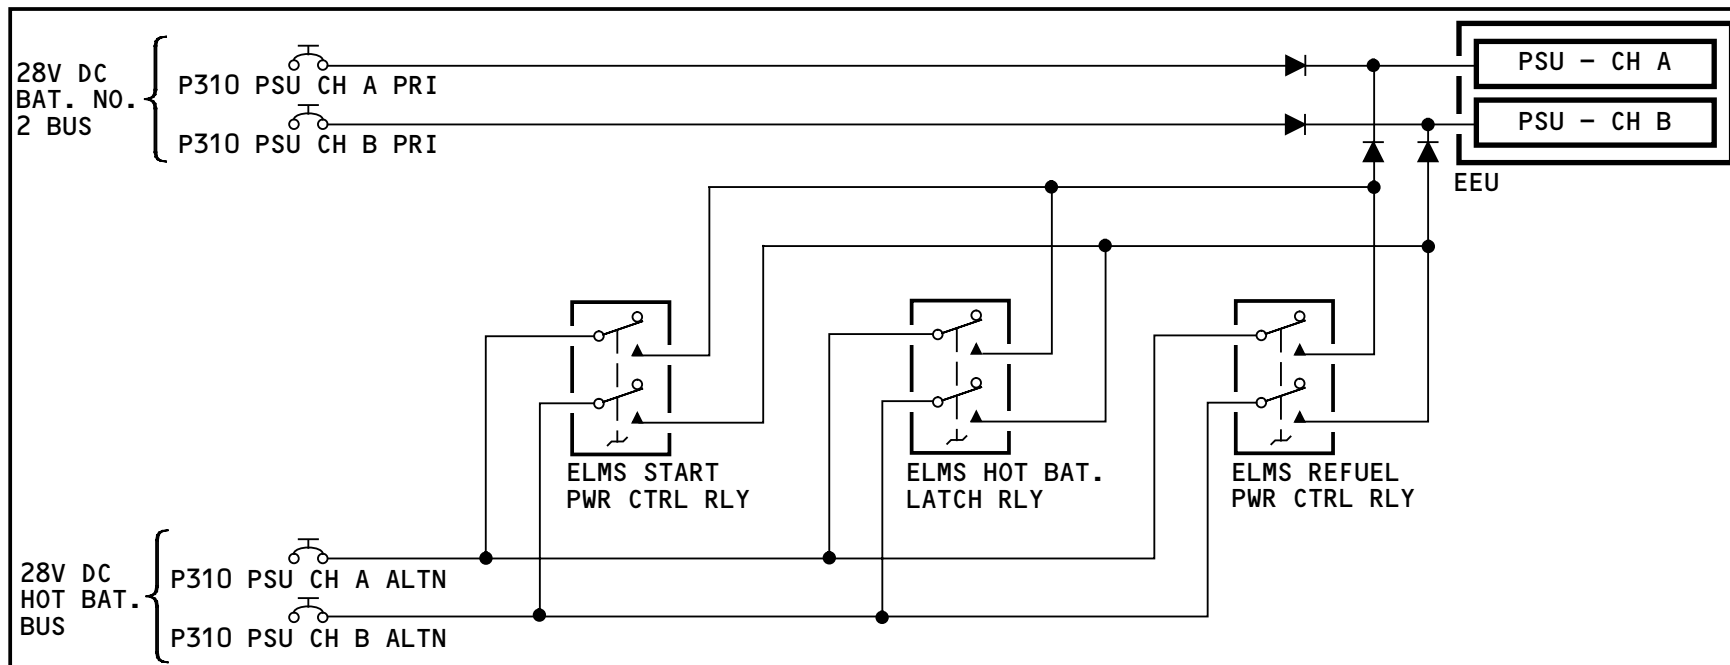 28V DC
BAT. NO.
2 BUS
P310 PSU CH A PRI
P310 PSU CH B PRI
PSU - CH A
PSU - CH B
EEU
ELMS START
PWR CTRL RLY
ELMS HOT BAT.
LATCH RLY
ELMS REFUEL
PWR CTRL RLY
28V DC
HOT BAT.
BUS
P310 PSU CH A ALTN
P310 PSU CH B ALTN